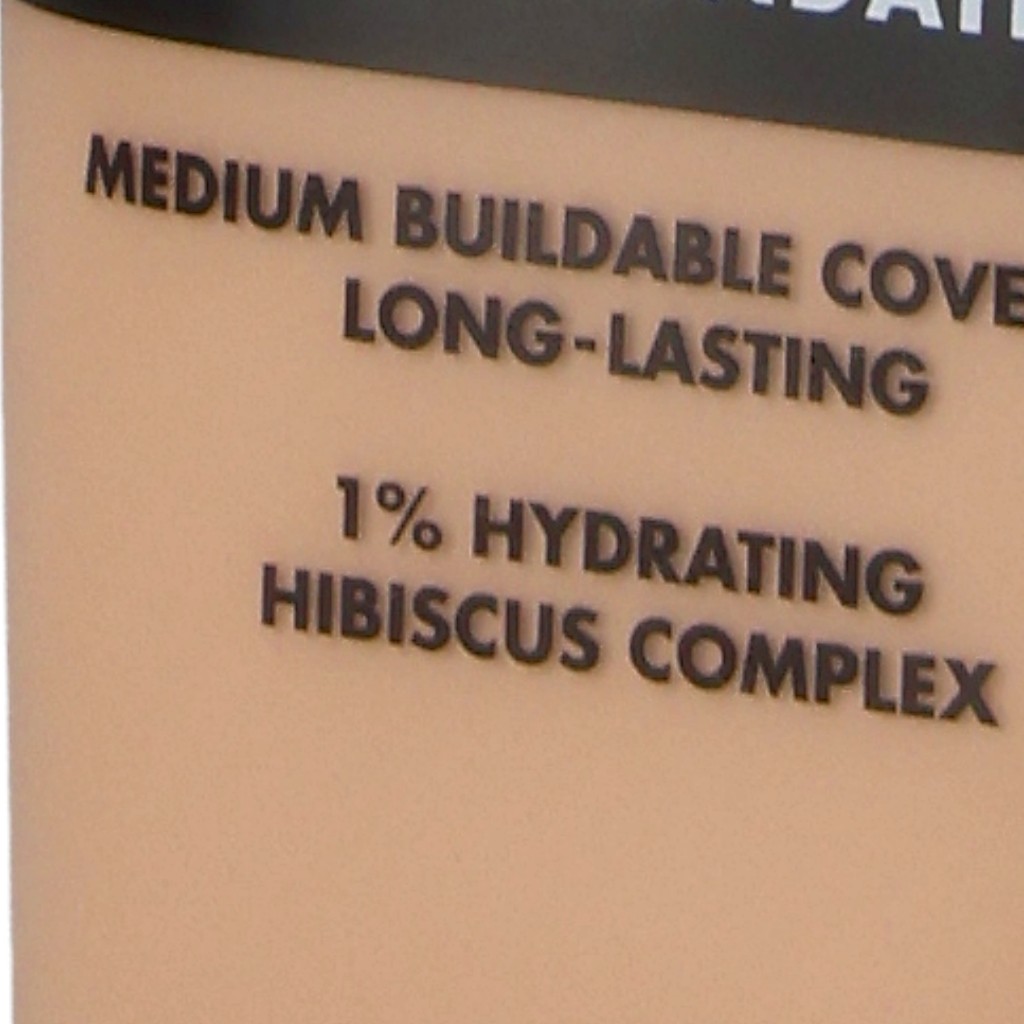 MEDIUM BUILDABLE COVE
LONG-LASTING
1% HYDRATING
HIBISCUS COMPLEX